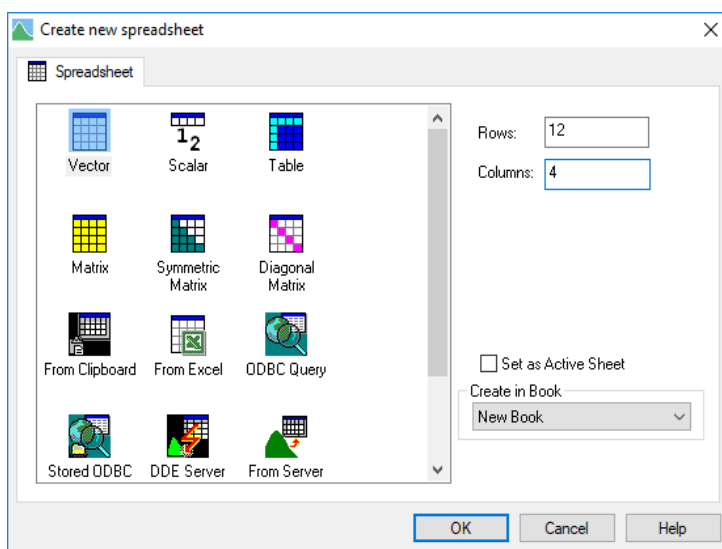 Create new spreadsheet
Spreadsheet
Vector Scalar Table
Matrix Symmetric Matrix Diagonal Matrix
From Clipboard From Excel ODBC Query
Stored ODBC DDE Server From Server
Rows: 12
Columns: 4
Set as Active Sheet
Create in Book
New Book
OK Cancel Help